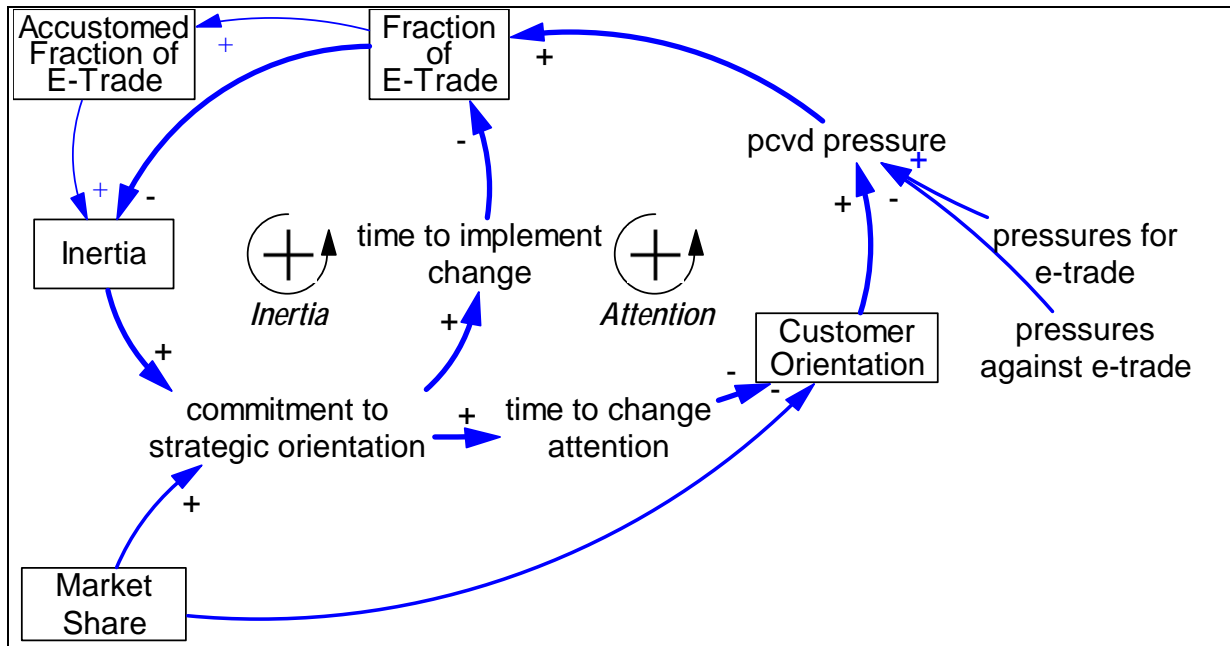 Accustomed
Fraction of
E-Trade
+
Fraction
of
E-Trade
+
-
pcvd pressure
+
-
+
+
-
Inertia
time to implement
change
pressures for
e-trade
Inertia
Attention
+
+
Customer
Orientation
pressures
against e-trade
-
-
commitment to
strategic orientation
+
time to change
attention
+
Market
Share